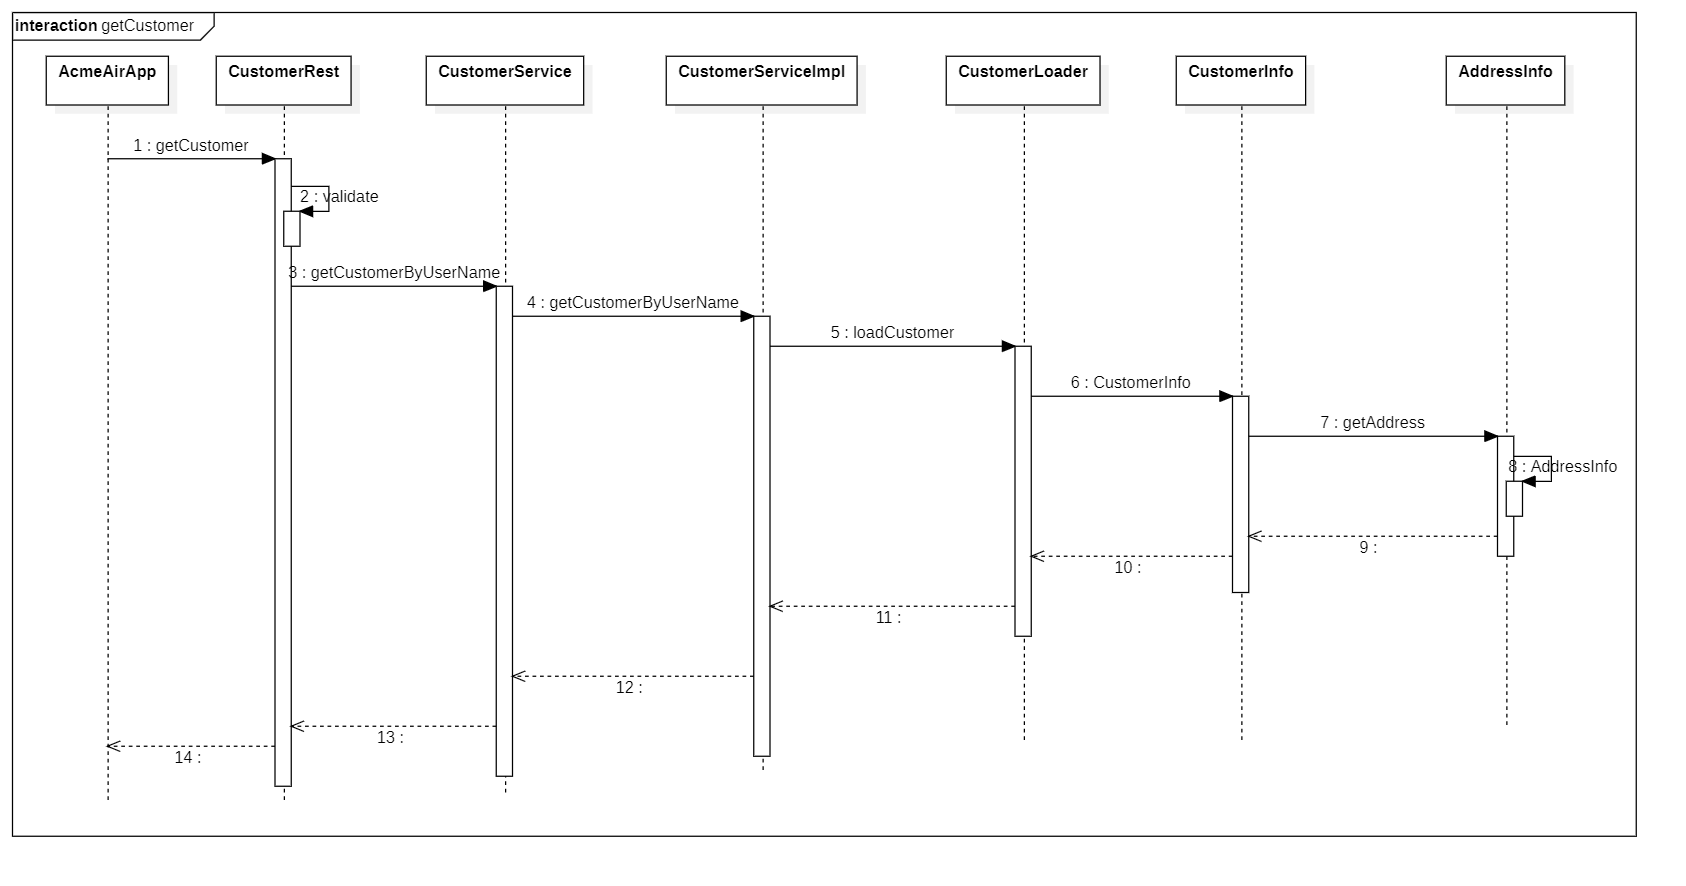 interaction getCustomer
AcmeAirApp
CustomerRest
CustomerService
CustomerServiceImpl
CustomerLoader
CustomerInfo
AddressInfo
1 : getCustomer
2 : validate
3 : getCustomerByUserName
4 : getCustomerByUserName
5 : loadCustomer
6 : CustomerInfo
7 : getAddress
8 : AddressInfo
9 :
10 :
11 :
12 :
13 :
14 :